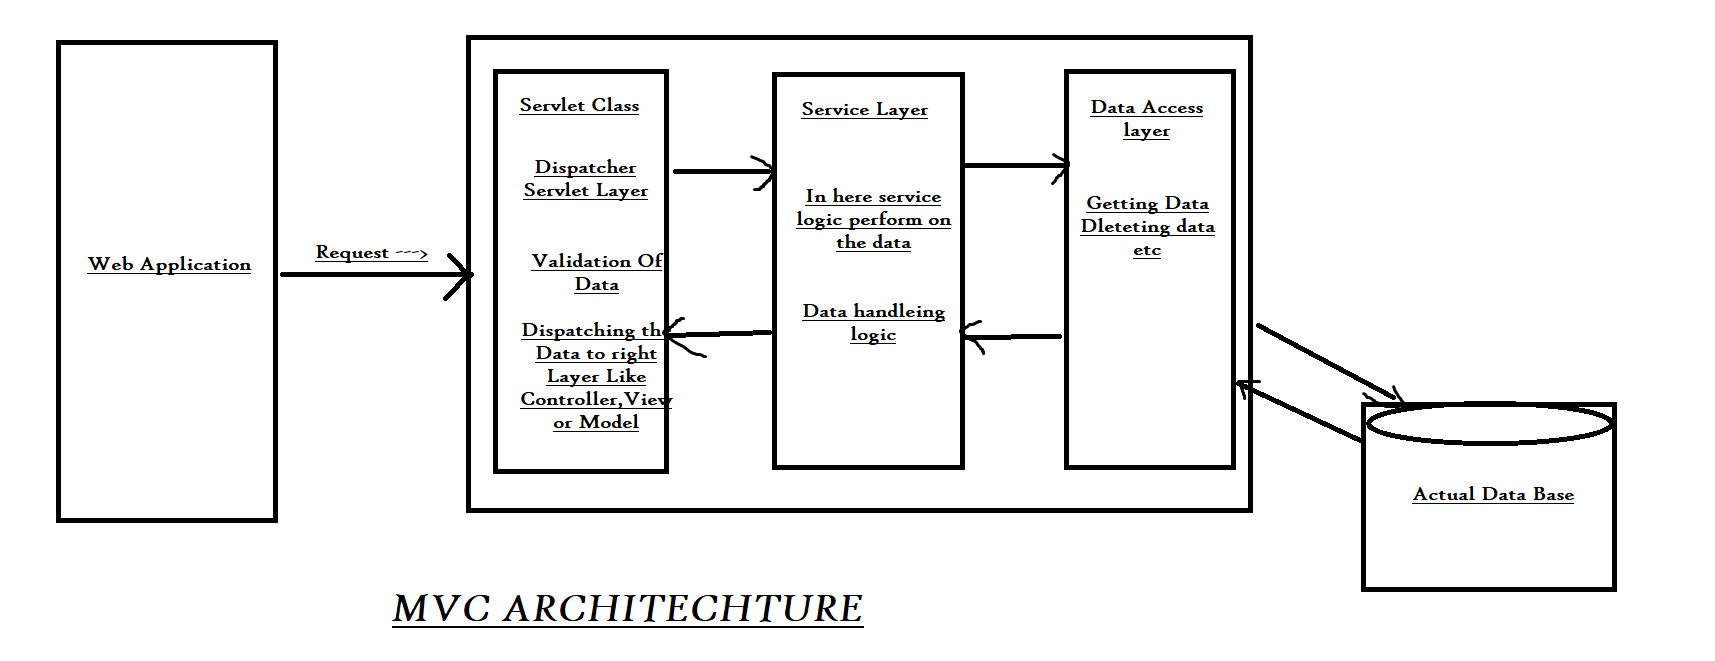 Web Application
Request --->
Servlet Class
Dispatcher
Servlet Layer
Validation Of
Data
Dispatching the
Data to right
Layer Like
Controller,View
or Model
Service Layer
In here service
logic perform on
the data
Data handleing
logic
Data Access
layer
Getting Data
Dleteting data
etc
Actual Data Base
MVC ARCHITECHTURE